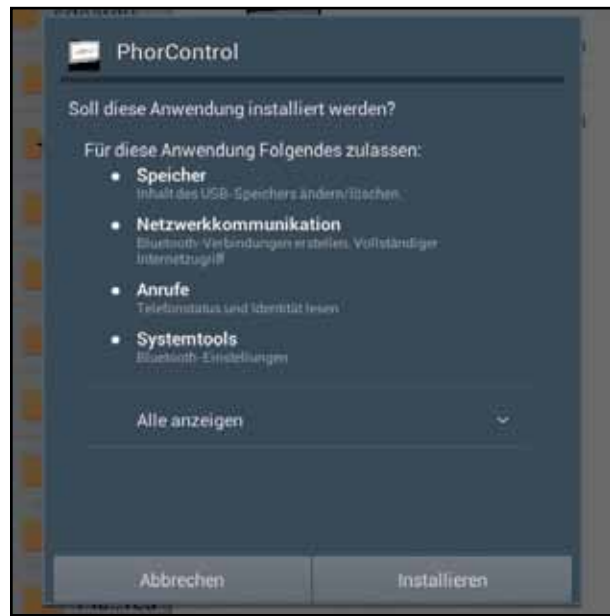 PhorControl
Soll diese Anwendung installiert werden?
Für diese Anwendung Folgendes zulassen:
Speicher
Inhalt des USB-Speichers ändern/löschen
Netzwerkkommunikation
Bluetooth-Verbindungen erstellen, Vollständiger
Internetzugriff
Anrufe
Telefonstatus und Identität lesen
Systemtools
Bluetooth-Einstellungen
Alle anzeigen
Abbrechen
Installieren